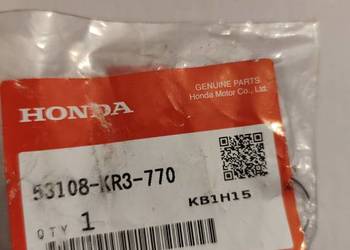 GENUINE PARTS
Honda Motor Co., Ltd.
HONDA
53108-KR3-770
KB1H15
QTY 1